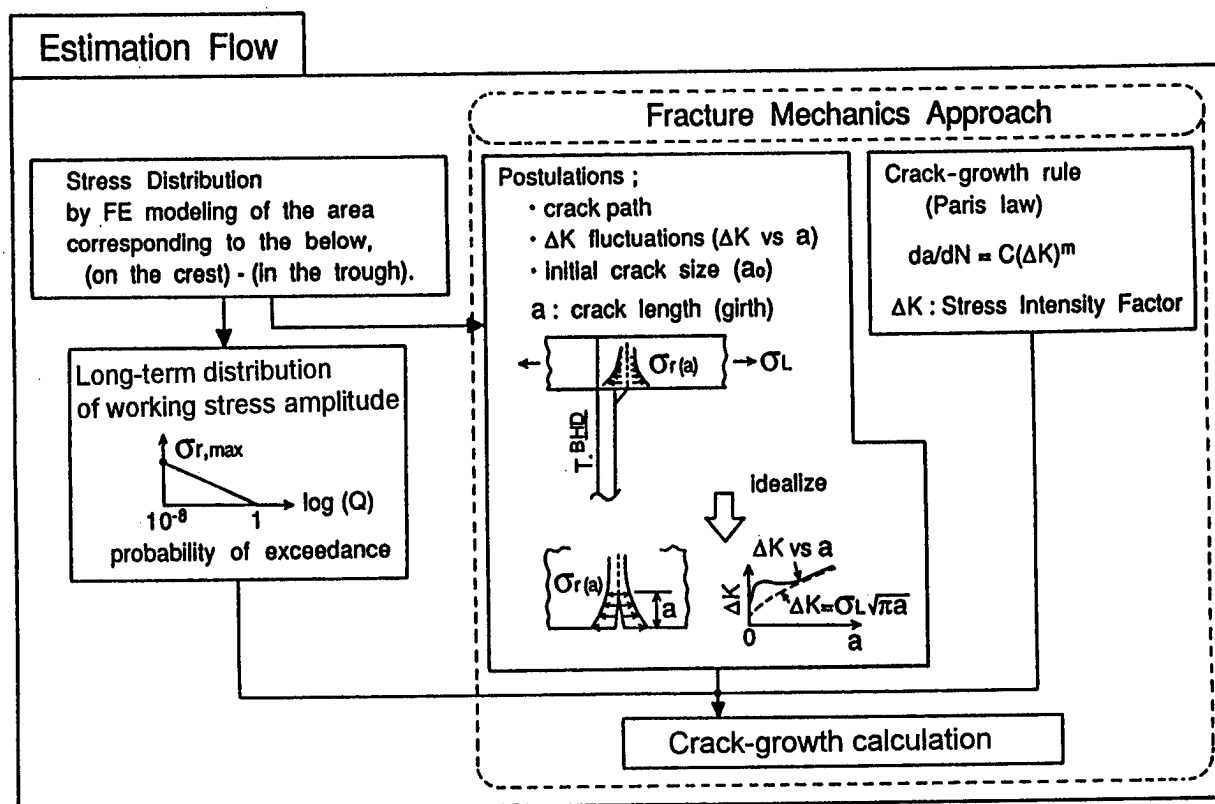 Estimation Flow
Fracture Mechanics Approach
Stress Distribution
by FE modeling of the area
corresponding to the below,
(on the crest) - (in the trough).
Long-term distribution
of working stress amplitude
σr,max
log (Q)
10⁻⁸
1
probability of exceedance
Postulations ;
・crack path
・ΔK fluctuations (ΔK vs a)
・initial crack size (a₀)
a : crack length (girth)
σr(a)
σL
T. BHD
idealize
σr(a)
a
ΔK vs a
ΔK
ΔK=σL√πa
0
a
Crack-growth rule
(Paris law)
da/dN = C(ΔK)ᵐ
ΔK : Stress Intensity Factor
Crack-growth calculation